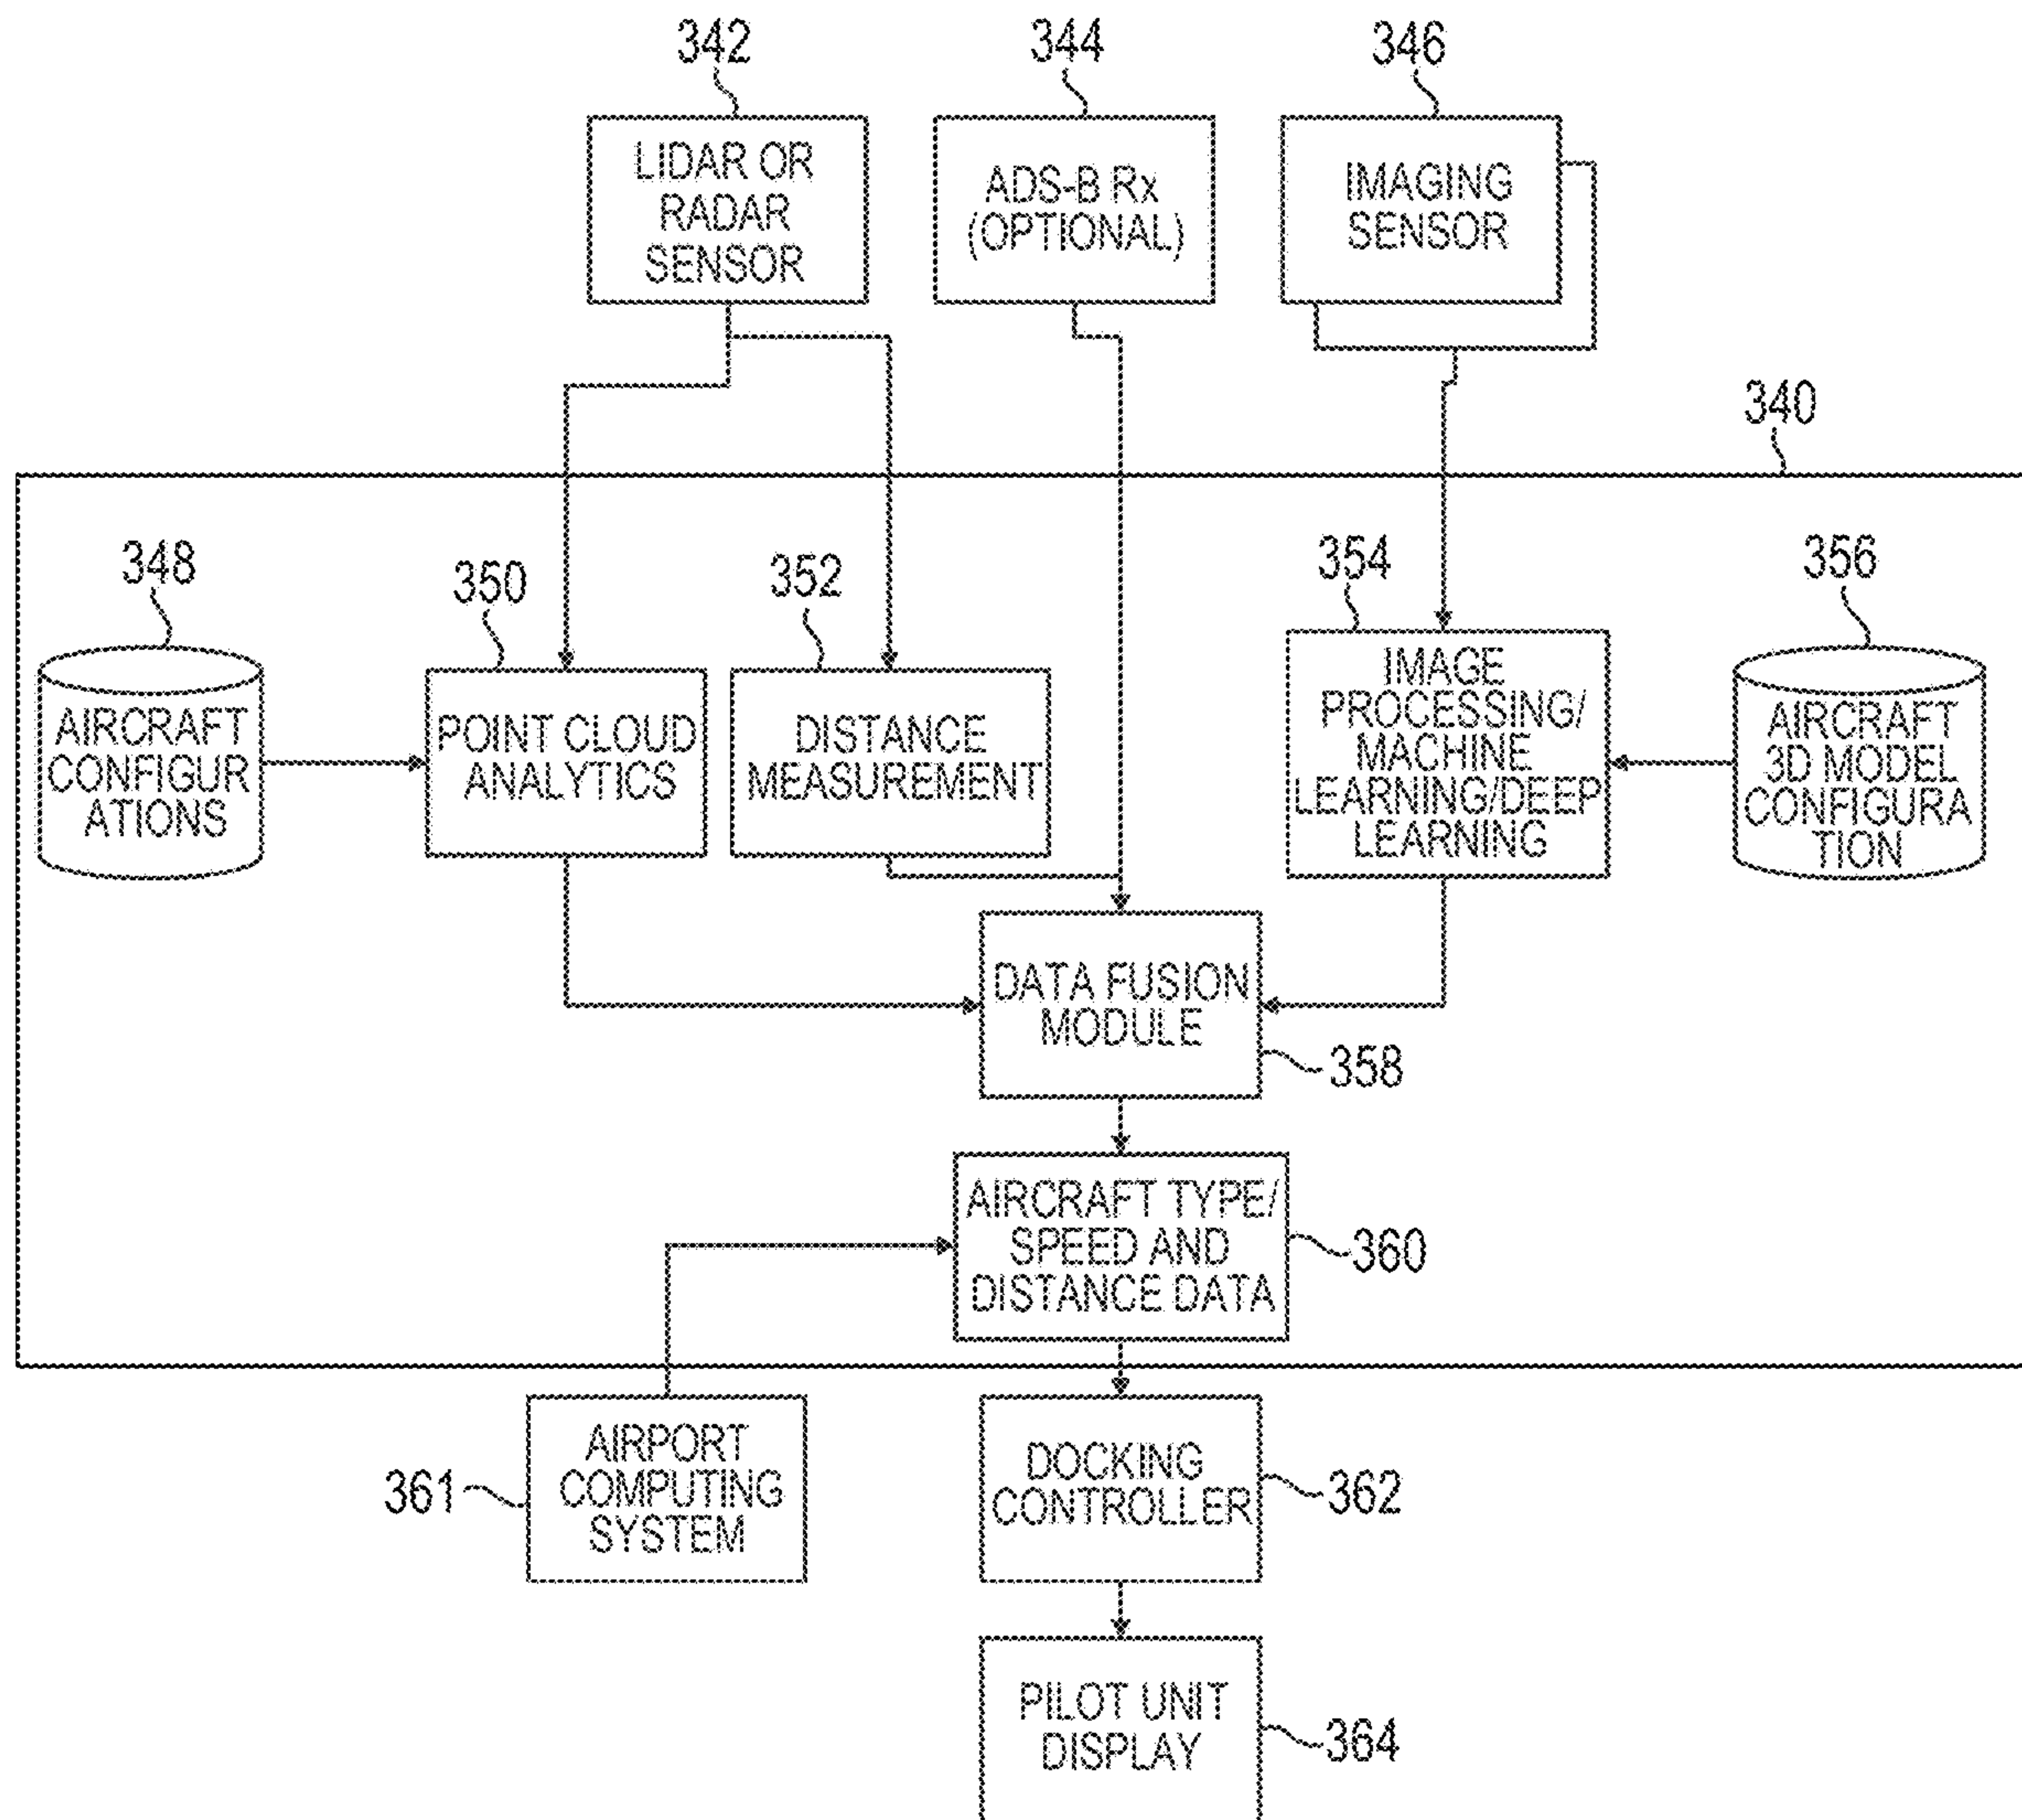 342
344
346
LIDAR OR
RADAR
SENSOR
ADS-B Rx
(OPTIONAL)
IMAGING
SENSOR
340
348
350
352
354
356
AIRCRAFT
CONFIGUR
ATIONS
POINT CLOUD
ANALYTICS
DISTANCE
MEASUREMENT
IMAGE
PROCESSING/
MACHINE
LEARNING/DEEP
LEARNING
AIRCRAFT
3D MODEL
CONFIGURA
TION
DATA FUSION
MODULE
358
AIRCRAFT TYPE/
SPEED AND
DISTANCE DATA
360
AIRPORT
COMPUTING
SYSTEM
361
DOCKING
CONTROLLER
362
PILOT UNIT
DISPLAY
364